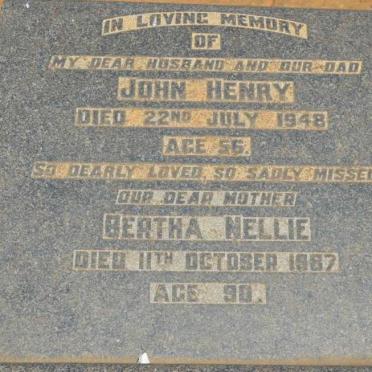 IN LOVING MEMORY
OF
MY DEAR HUSBAND AND OUR DAD
JOHN HENRY
DIED 22ND JULY 1948
AGE 56.
SO DEARLY LOVED, SO SADLY MISSED
OUR DEAR MOTHER
BERTHA NELLIE
DIED 11TH OCTOBER 1987
AGE 90.